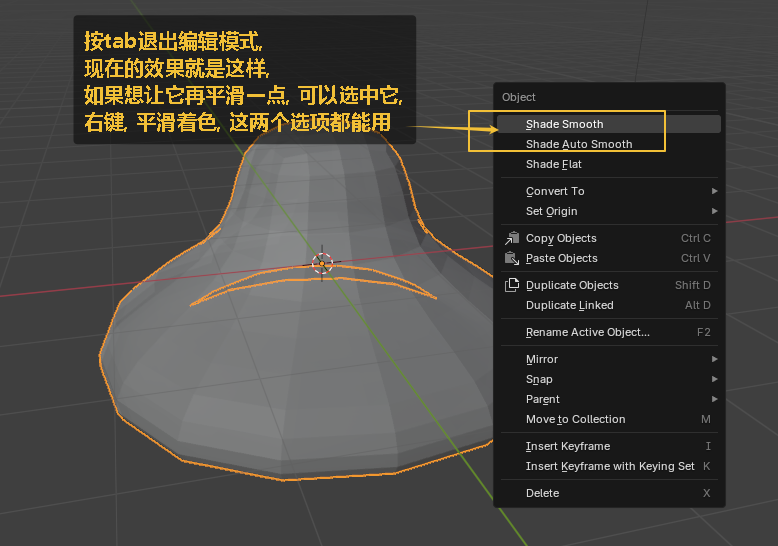 按tab退出编辑模式,
现在的效果就是这样,
如果想让它再平滑一点, 可以选中它,
右键, 平滑着色, 这两个选项都能用
Object
Shade Smooth
Shade Auto Smooth
Shade Flat
Convert To
Set Origin
Copy Objects Ctrl C
Paste Objects Ctrl V
Duplicate Objects Shift D
Duplicate Linked Alt D
Rename Active Object... F2
Mirror
Snap
Parent
Move to Collection M
Insert Keyframe I
Insert Keyframe with Keying Set K
Delete X